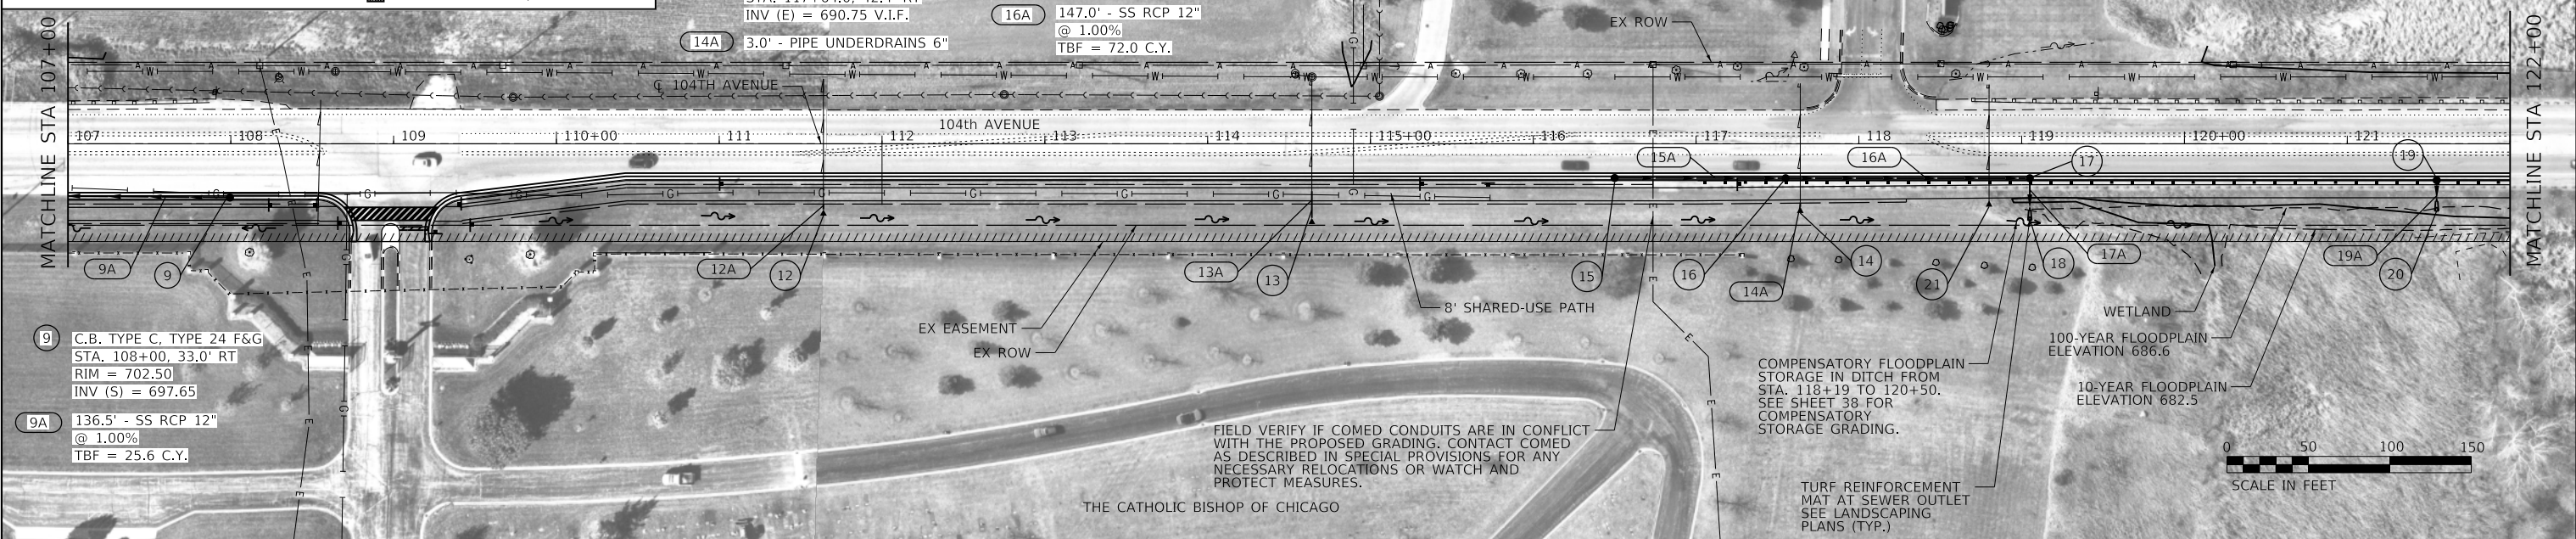 STA. 117+64.0, 42.4' RT
INV (E) = 690.75 V.I.F.
14A
3.0' - PIPE UNDERDRAINS 6"
16A
147.0' - SS RCP 12"
@ 1.00%
TBF = 72.0 C.Y.
EX ROW
MATCHLINE STA 107+00
MATCHLINE STA 122+00
℄ 104TH AVENUE
104th AVENUE
107
108
109
110+00
111
112
113
114
115+00
116
117
118
119
120+00
121
15A
16A
17
19
9A
9
12A
12
13A
13
15
16
14A
14
21
18
17A
19A
20
8' SHARED-USE PATH
EX EASEMENT
EX ROW
WETLAND
100-YEAR FLOODPLAIN
ELEVATION 686.6
10-YEAR FLOODPLAIN
ELEVATION 682.5
9
C.B. TYPE C, TYPE 24 F&G
STA. 108+00, 33.0' RT
RIM = 702.50
INV (S) = 697.65
9A
136.5' - SS RCP 12"
@ 1.00%
TBF = 25.6 C.Y.
COMPENSATORY FLOODPLAIN
STORAGE IN DITCH FROM
STA. 118+19 TO 120+50.
SEE SHEET 38 FOR
COMPENSATORY
STORAGE GRADING.
FIELD VERIFY IF COMED CONDUITS ARE IN CONFLICT
WITH THE PROPOSED GRADING. CONTACT COMED
AS DESCRIBED IN SPECIAL PROVISIONS FOR ANY
NECESSARY RELOCATIONS OR WATCH AND
PROTECT MEASURES.
THE CATHOLIC BISHOP OF CHICAGO
TURF REINFORCEMENT
MAT AT SEWER OUTLET
SEE LANDSCAPING
PLANS (TYP.)
0 50 100 150
SCALE IN FEET